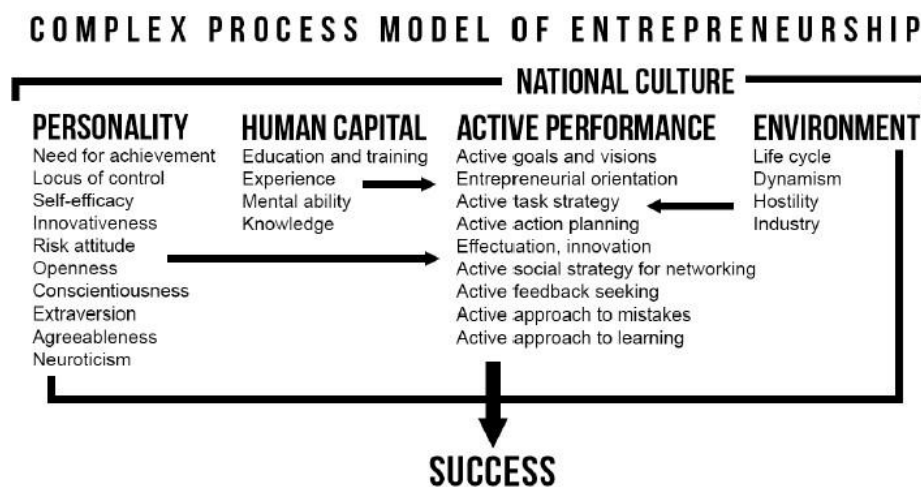 COMPLEX PROCESS MODEL OF ENTREPRENEURSHIP
NATIONAL CULTURE
PERSONALITY
Need for achievement
Locus of control
Self-efficacy
Innovativeness
Risk attitude
Openness
Conscientiousness
Extraversion
Agreeableness
Neuroticism
HUMAN CAPITAL
Education and training
Experience
Mental ability
Knowledge
ACTIVE PERFORMANCE
Active goals and visions
Entrepreneurial orientation
Active task strategy
Active action planning
Effectuation, innovation
Active social strategy for networking
Active feedback seeking
Active approach to mistakes
Active approach to learning
ENVIRONMENT
Life cycle
Dynamism
Hostility
Industry
SUCCESS